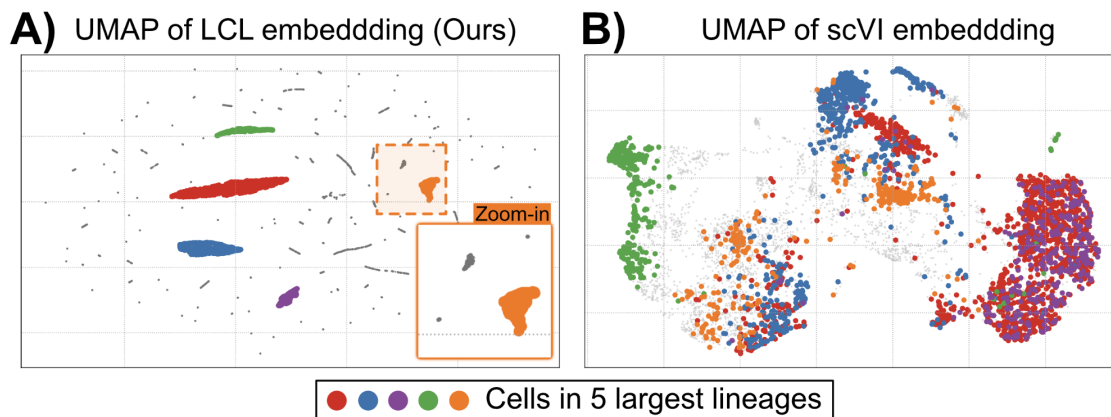 A) UMAP of LCL embeddding (Ours)
B) UMAP of scVI embeddding
Zoom-in
Cells in 5 largest lineages